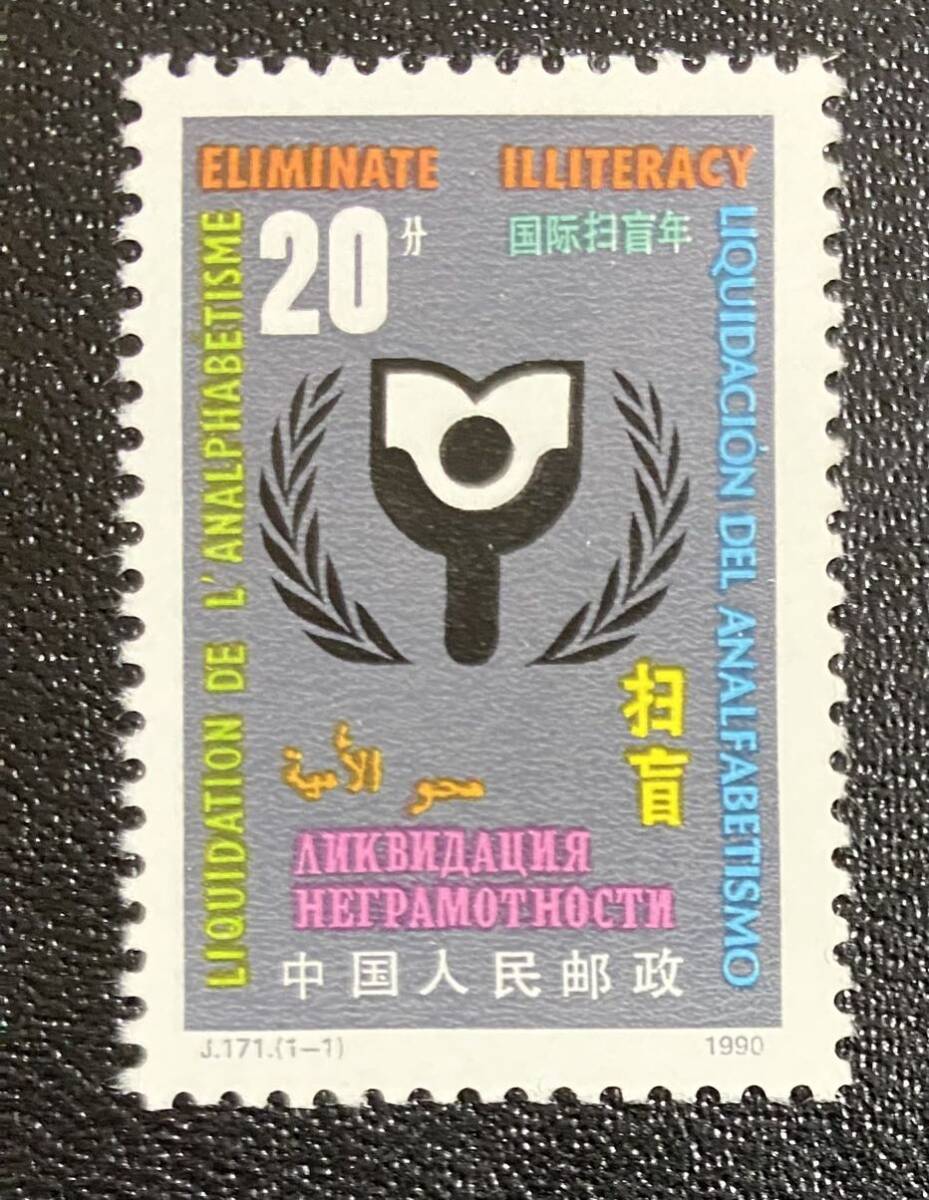 ELIMINATE ILLITERACY
20分
国际扫盲年
LIQUIDATION DE L'ANALPHABÉTISME
LIQUIDACIÓN DEL ANALFABETISMO
扫盲
محو الأمية
ЛИКВИДАЦИЯ
НЕГРАМОТНОСТИ
中国人民邮政
J.171.(1-1)
1990